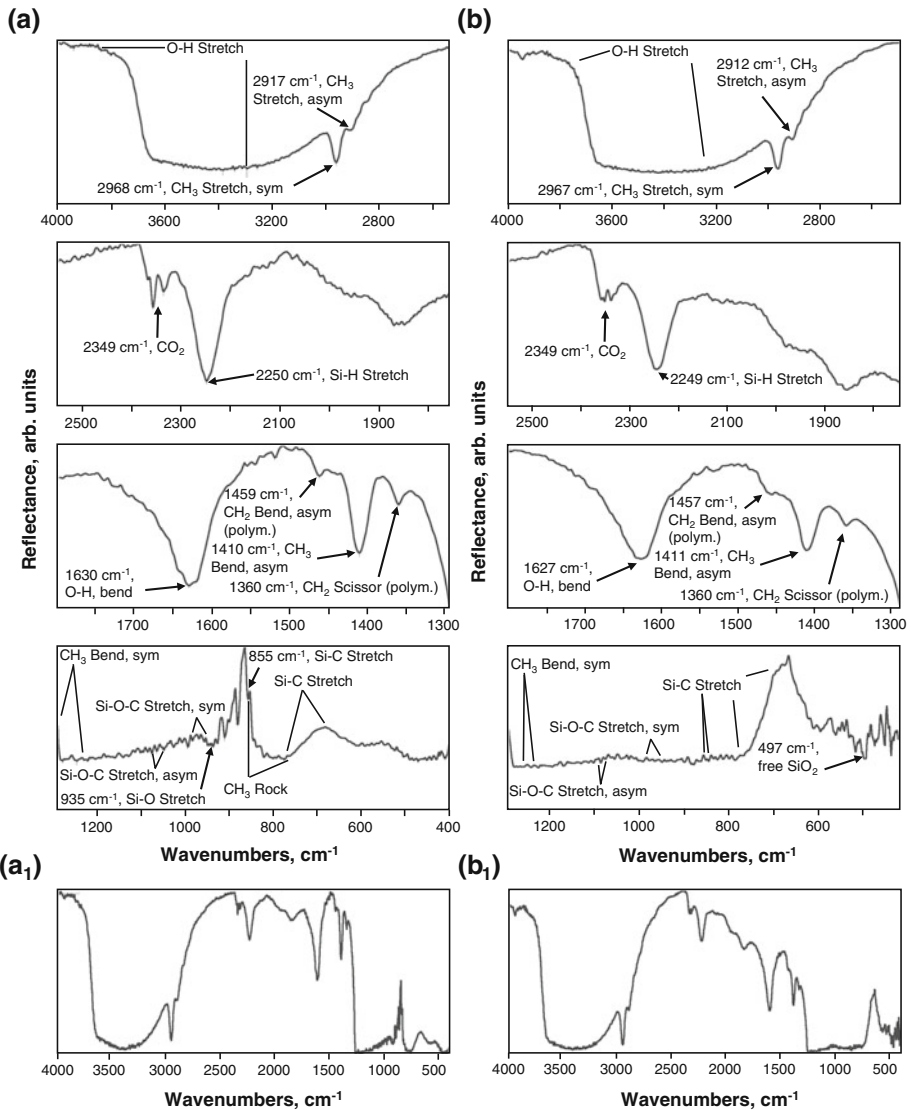 (a)
O-H Stretch
2917 cm⁻¹, CH₃
Stretch, asym
2968 cm⁻¹, CH₃ Stretch, sym
4000 3600 3200 2800
2349 cm⁻¹, CO₂
2250 cm⁻¹, Si-H Stretch
2500 2300 2100 1900
1459 cm⁻¹,
CH₂ Bend, asym
(polym.)
1410 cm⁻¹, CH₃
Bend, asym
1630 cm⁻¹,
O-H, bend
1360 cm⁻¹, CH₂ Scissor (polym.)
1700 1600 1500 1400 1300
CH₃ Bend, sym
855 cm⁻¹, Si-C Stretch
Si-C Stretch
Si-O-C Stretch, sym
Si-O-C Stretch, asym
935 cm⁻¹, Si-O Stretch
CH₃ Rock
1200 1000 800 600 400
Wavenumbers, cm⁻¹
Reflectance, arb. units
(b)
O-H Stretch
2912 cm⁻¹, CH₃
Stretch, asym
2967 cm⁻¹, CH₃ Stretch, sym
4000 3600 3200 2800
2349 cm⁻¹, CO₂
2249 cm⁻¹, Si-H Stretch
2500 2300 2100 1900
1457 cm⁻¹,
CH₂ Bend, asym
(polym.)
1411 cm⁻¹, CH₃
Bend, asym
1627 cm⁻¹,
O-H, bend
1360 cm⁻¹, CH₂ Scissor (polym.)
1700 1600 1500 1400 1300
CH₃ Bend, sym
Si-C Stretch
Si-O-C Stretch, sym
497 cm⁻¹,
free SiO₂
Si-O-C Stretch, asym
1200 1000 800 600
Wavenumbers, cm⁻¹
Reflectance, arb. units
(a₁)
4000 3500 3000 2500 2000 1500 1000 500
Wavenumbers, cm⁻¹
(b₁)
4000 3500 3000 2500 2000 1500 1000 500
Wavenumbers, cm⁻¹